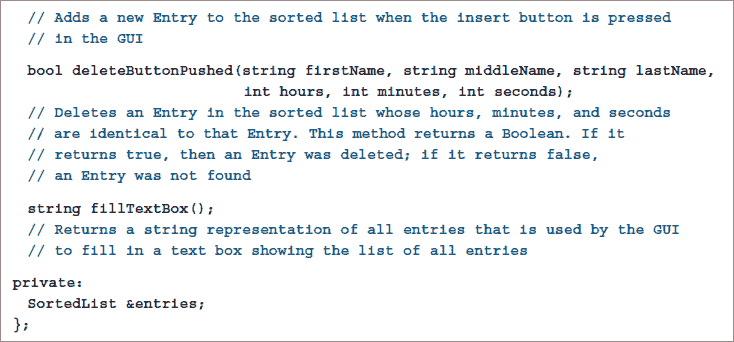 // Adds a new Entry to the sorted list when the insert button is pressed
// in the GUI
bool deleteButtonPushed(string firstName, string middleName, string lastName,
int hours, int minutes, int seconds);
// Deletes an Entry in the sorted list whose hours, minutes, and seconds
// are identical to that Entry. This method returns a Boolean. If it
// returns true, then an Entry was deleted; if it returns false,
// an Entry was not found
string fillTextBox();
// Returns a string representation of all entries that is used by the GUI
// to fill in a text box showing the list of all entries
private:
SortedList &entries;
};